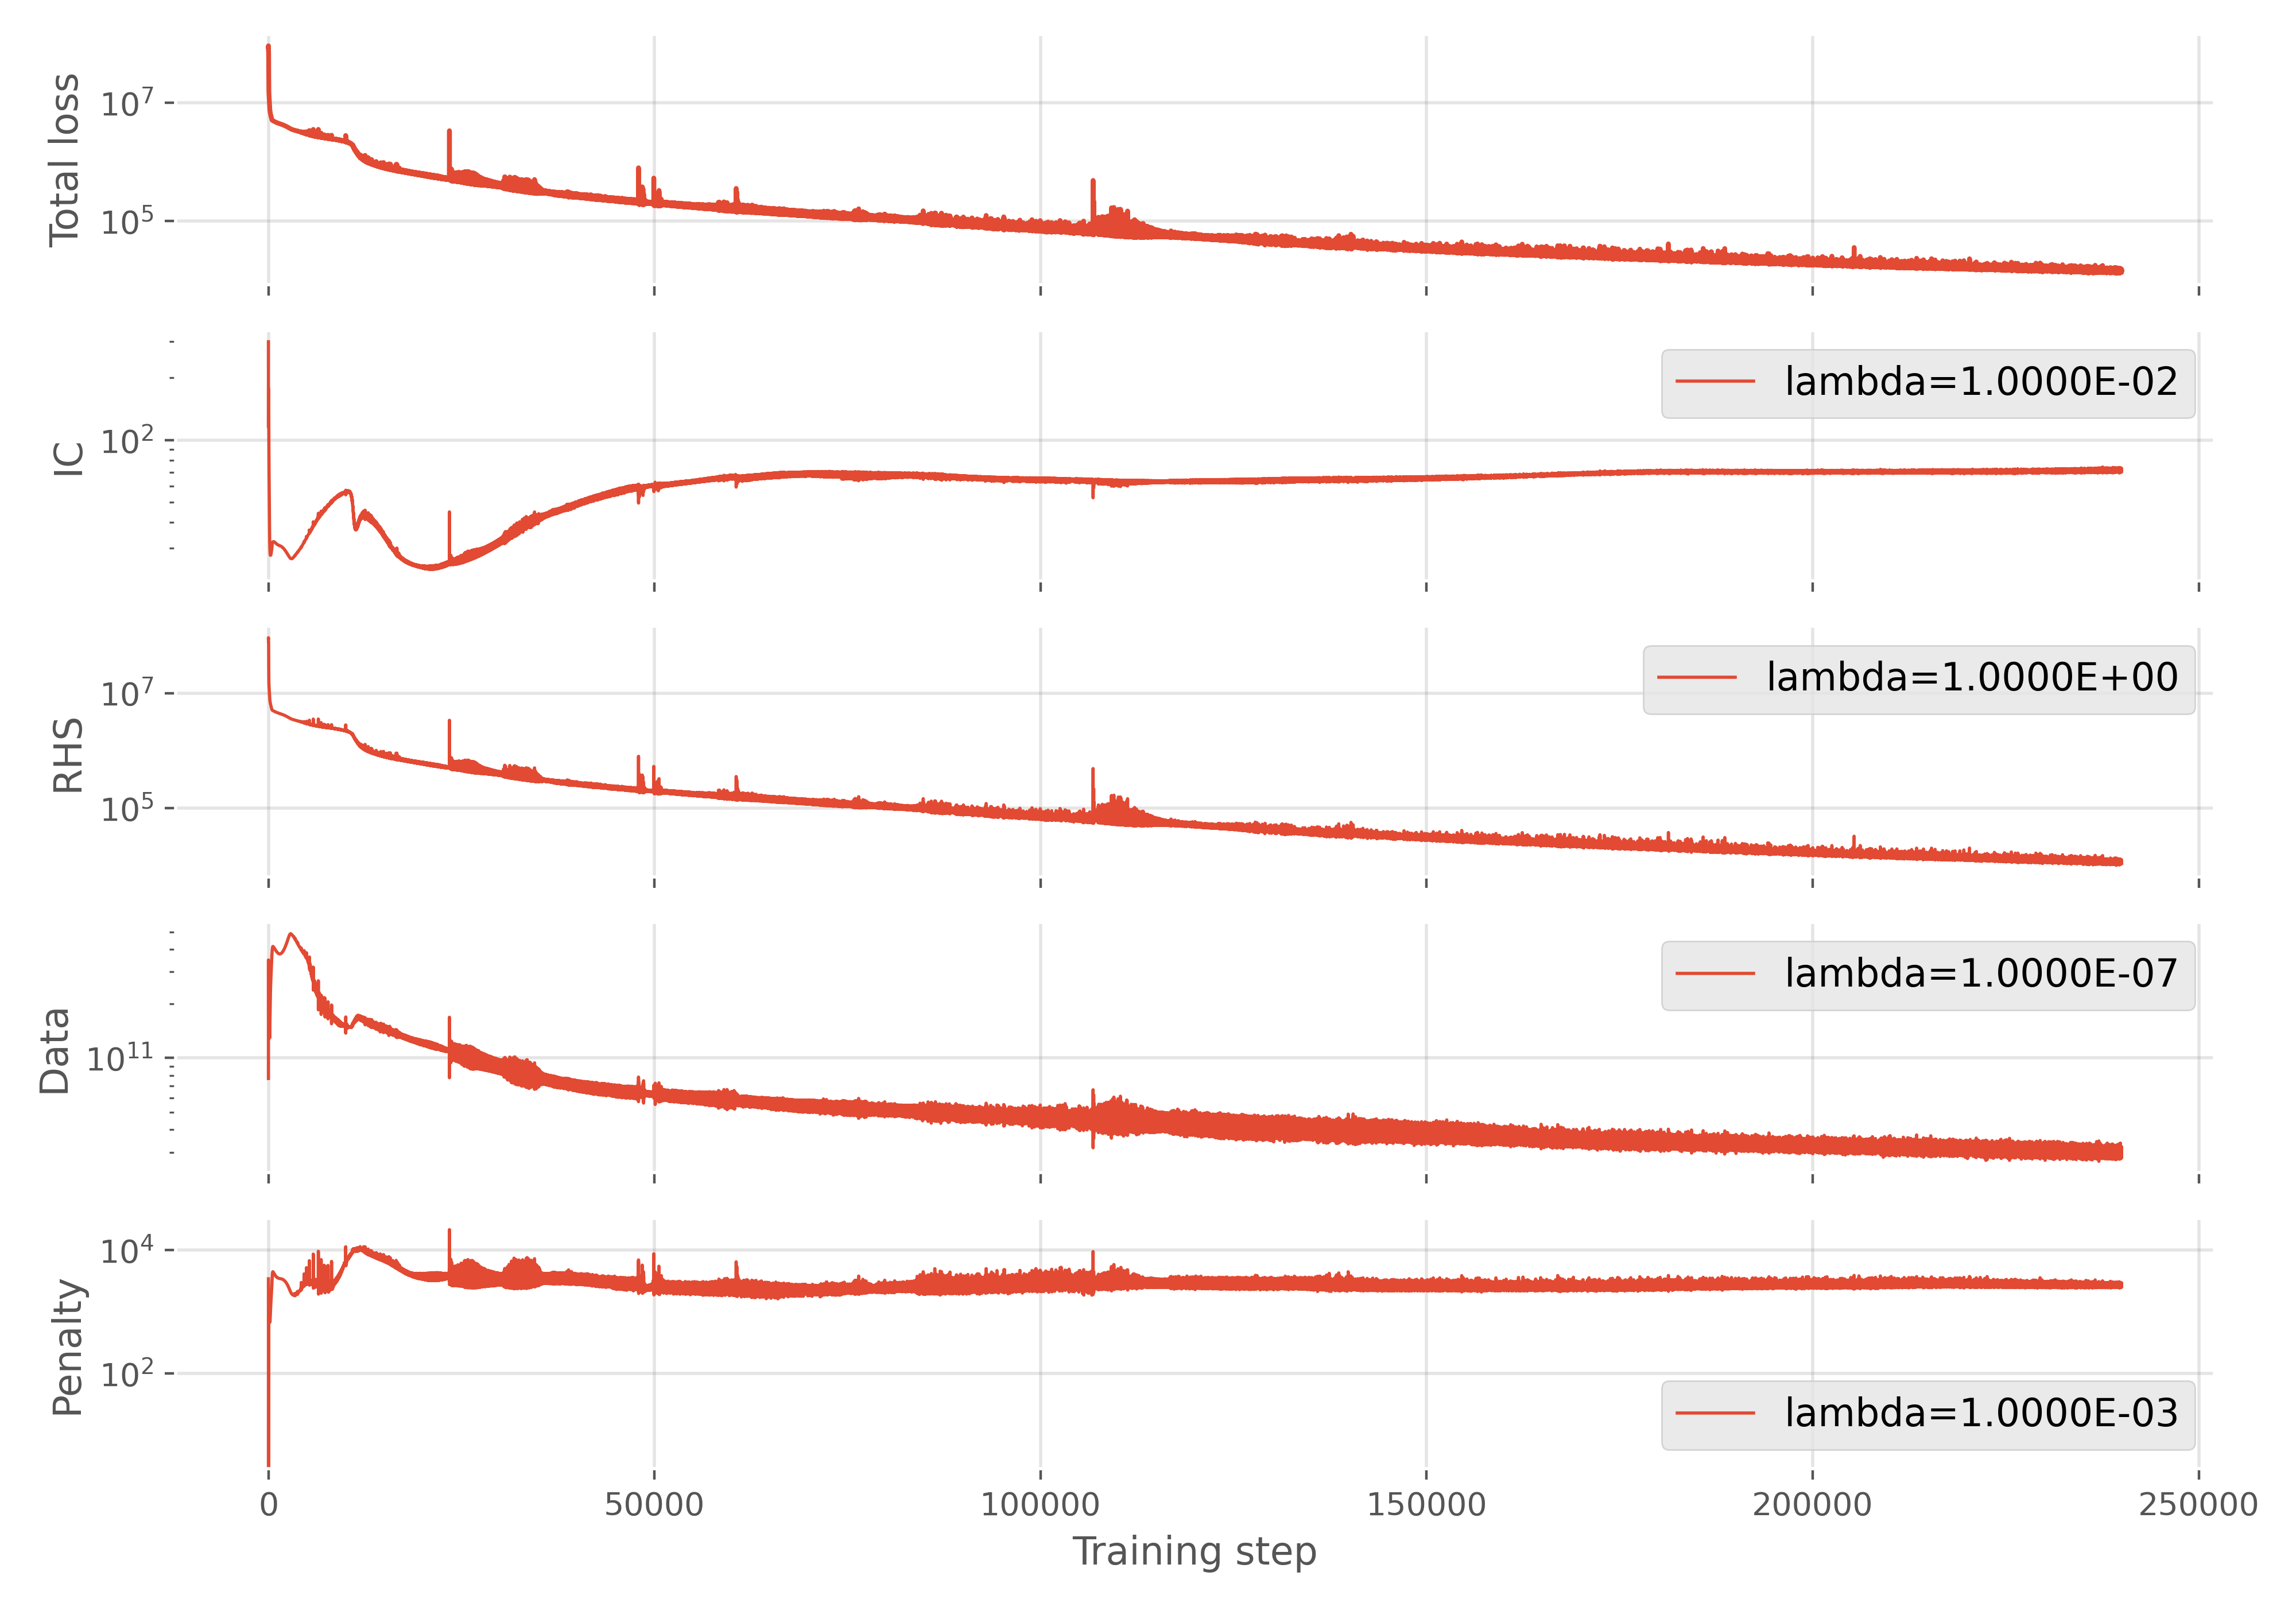 Total loss
10^7
10^5
IC
10^2
lambda=1.0000E-02
RHS
10^7
10^5
lambda=1.0000E+00
Data
10^11
lambda=1.0000E-07
Penalty
10^4
10^2
lambda=1.0000E-03
0 50000 100000 150000 200000 250000
Training step